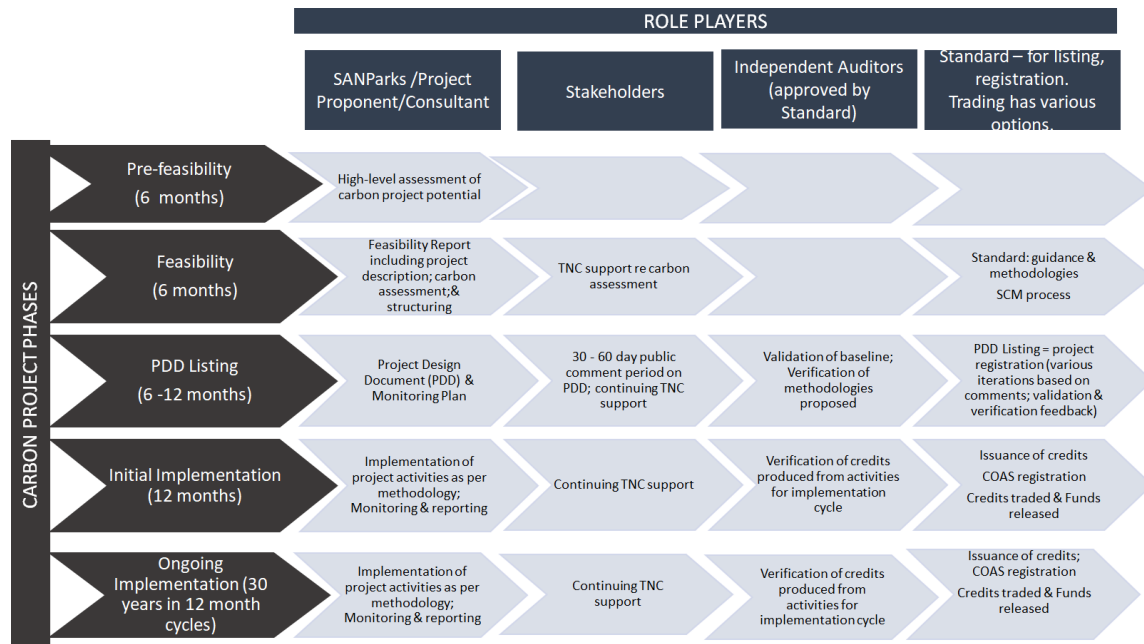 ROLE PLAYERS
SANParks /Project
Proponent/Consultant
Stakeholders
Independent Auditors
(approved by
Standard)
Standard – for listing,
registration.
Trading has various
options.
CARBON PROJECT PHASES
Pre-feasibility
(6  months)
High-level assessment of
carbon project potential
Feasibility
(6 months)
Feasibility Report
including project
description; carbon
assessment;&
structuring
TNC support re carbon
assessment
Standard: guidance &
methodologies
SCM process
PDD Listing
(6 -12 months)
Project Design
Document (PDD) &
Monitoring Plan
30 - 60 day public
comment period on
PDD; continuing TNC
support
Validation of baseline;
Verification of
methodologies
proposed
PDD Listing = project
registration (various
iterations based on
comments; validation &
verification feedback)
Initial Implementation
(12 months)
Implementation of
project activities as per
methodology;
Monitoring & reporting
Continuing TNC support
Verification of credits
produced from activities
for implementation
cycle
Issuance of credits
COAS registration
Credits traded & Funds
released
Ongoing
Implementation (30
years in 12 month
cycles)
Implementation of
project activities as per
methodology;
Monitoring & reporting
Continuing TNC
support
Verification of credits
produced from
activities for
implementation cycle
Issuance of credits;
COAS registration
Credits traded & Funds
released